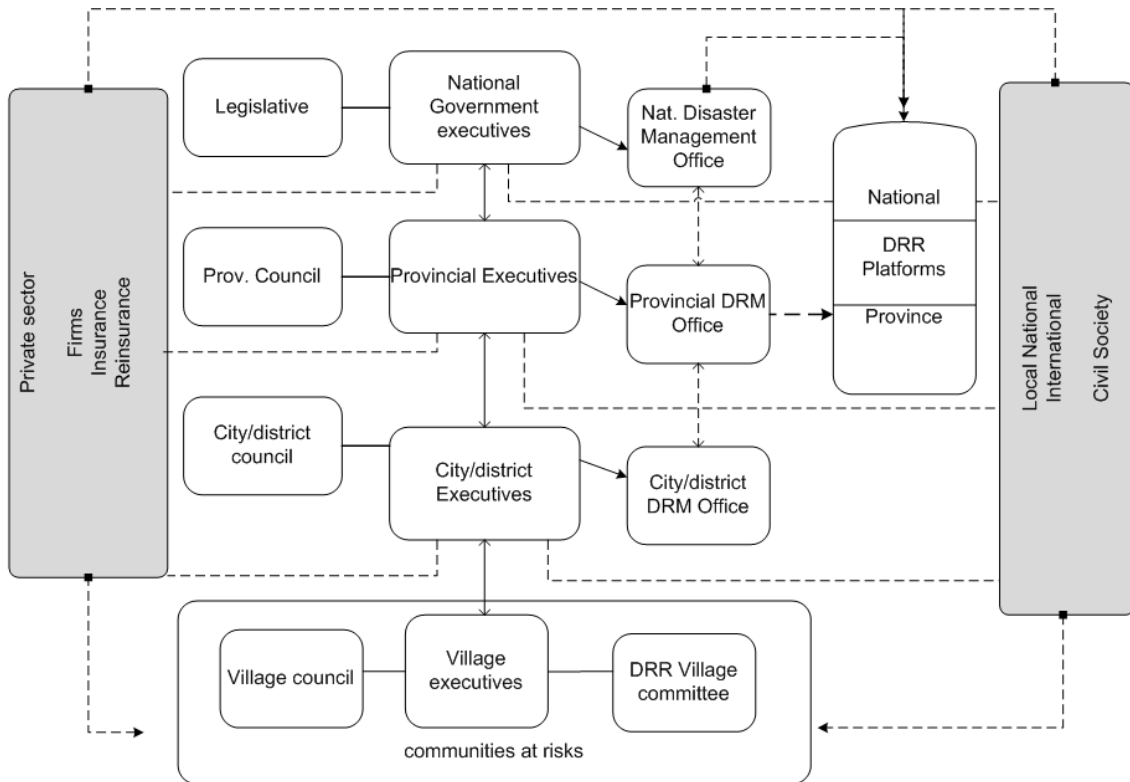 Private sector
Firms
Insurance
Reinsurance
Legislative
National
Government
executives
Nat. Disaster
Management
Office
National
DRR
Platforms
Province
Prov. Council
Provincial Executives
Provincial DRM
Office
City/district
council
City/district
Executives
City/district
DRM Office
Village council
Village
executives
DRR Village
committee
communities at risks
Local National
International
Civil Society